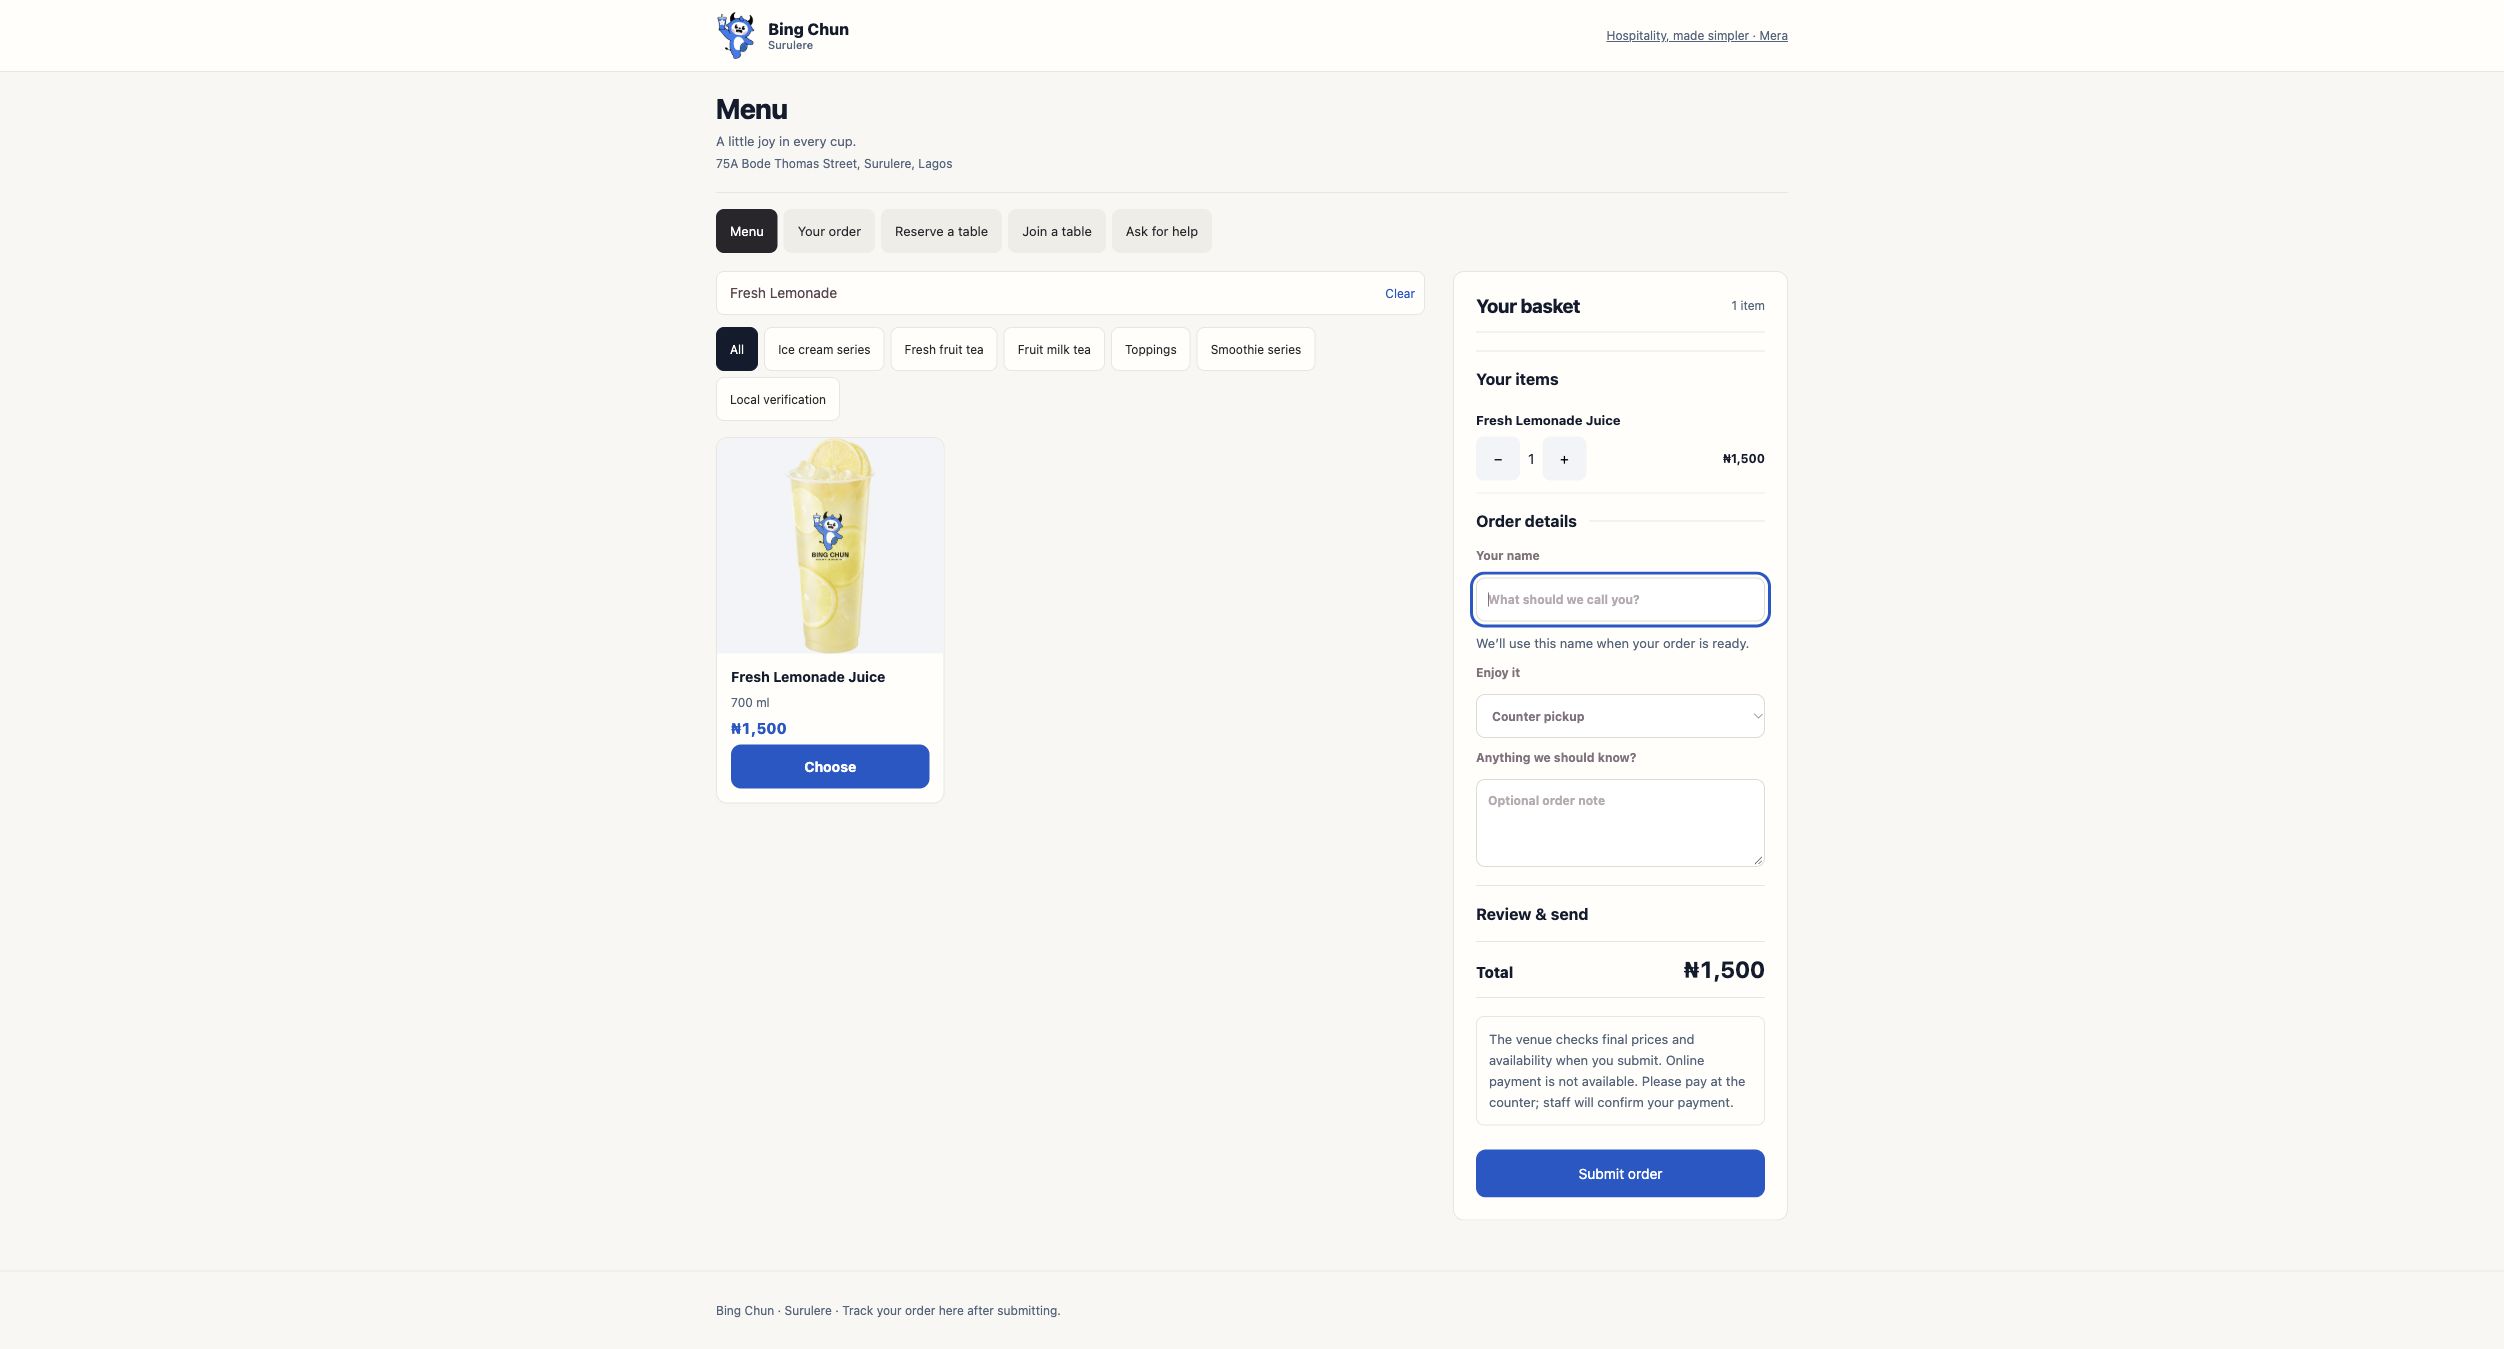 Bing Chun
Surulere
Hospitality, made simpler · Mera
Menu
A little joy in every cup.
75A Bode Thomas Street, Surulere, Lagos
Menu
Your order
Reserve a table
Join a table
Ask for help
Fresh Lemonade
Clear
All
Ice cream series
Fresh fruit tea
Fruit milk tea
Toppings
Smoothie series
Local verification
BING CHUN
Fresh Lemonade Juice
700 ml
₦1,500
Choose
Your basket
1 item
Your items
Fresh Lemonade Juice
− 1 +
₦1,500
Order details
Your name
What should we call you?
We’ll use this name when your order is ready.
Enjoy it
Counter pickup
Anything we should know?
Optional order note
Review & send
Total
₦1,500
The venue checks final prices and
availability when you submit. Online
payment is not available. Please pay at the
counter; staff will confirm your payment.
Submit order
Bing Chun · Surulere · Track your order here after submitting.